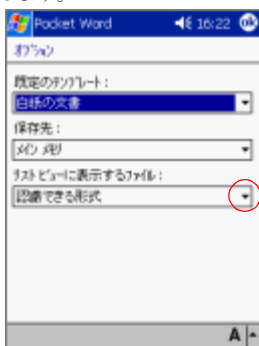 Pocket Word 16:22 ok
ｵﾌﾟｼｮﾝ
既定のﾃﾝﾌﾟﾚｰﾄ：
白紙の文書
保存先：
ﾒｲﾝ ﾒﾓﾘ
ﾘｽﾄ ﾋﾞｭｰに表示するﾌｧｲﾙ：
認識できる形式
A